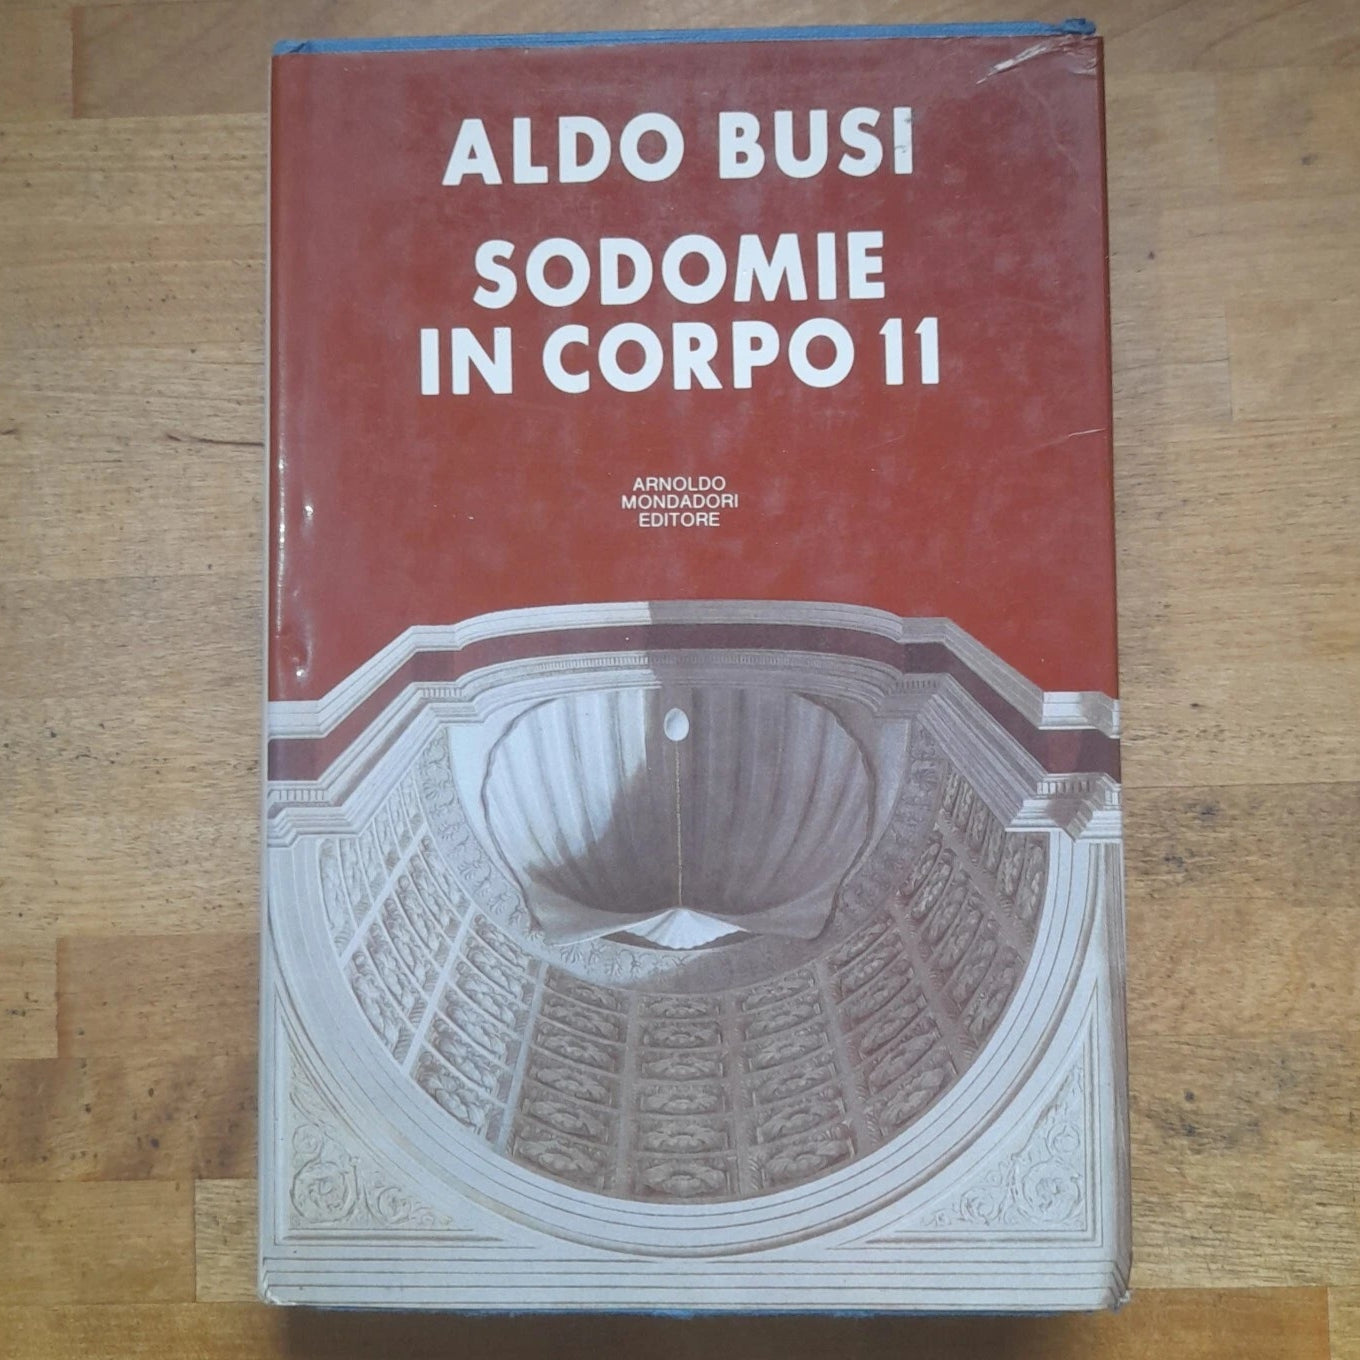 ALDO BUSI
SODOMIE
IN CORPO 11
ARNOLDO
MONDADORI
EDITORE